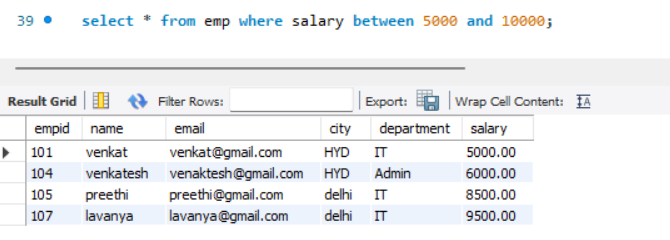 39 select * from emp where salary between 5000 and 10000;
Result Grid Filter Rows: Export: Wrap Cell Content: IA
empid name email city department salary
101 venkat venkat@gmail.com HYD IT 5000.00
104 venkatesh venaktesh@gmail.com HYD Admin 6000.00
105 preethi preethi@gmail.com delhi IT 8500.00
107 lavanya lavanya@gmail.com delhi IT 9500.00